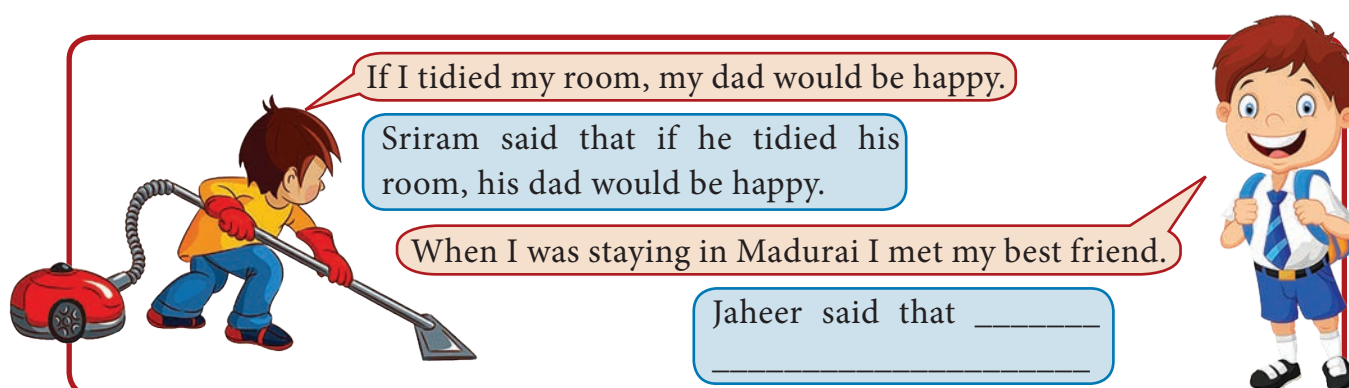 If I tidied my room, my dad would be happy.
Sriram said that if he tidied his
room, his dad would be happy.
When I was staying in Madurai I met my best friend.
Jaheer said that _______
_____________________